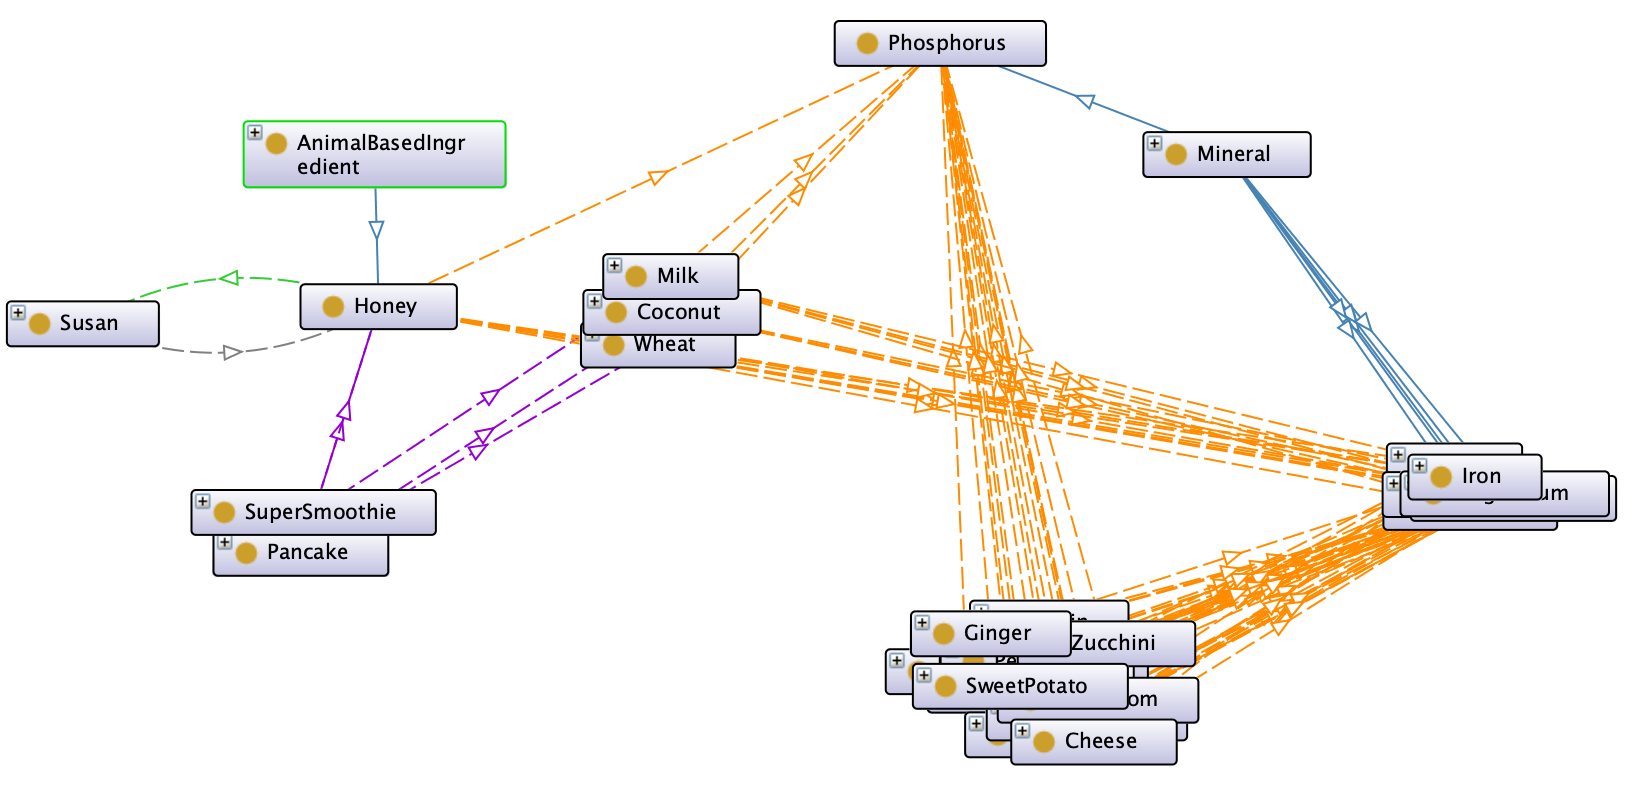 Phosphorus
AnimalBasedIngr
edient
Mineral
Milk
Honey
Coconut
Susan
Wheat
Iron
SuperSmoothie
Pancake
Ginger
Zucchini
SweetPotato
Cheese